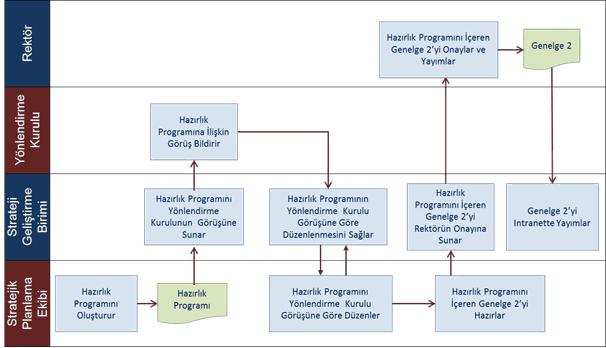 Rektör
Hazırlık Programını İçeren
Genelge 2'yi Onaylar ve
Yayımlar
Genelge 2
Yönlendirme
Kurulu
Hazırlık
Programına İlişkin
Görüş Bildirir
Strateji
Geliştirme
Birimi
Hazırlık Programını
Yönlendirme
Kurulunun Görüşüne
Sunar
Hazırlık Programının
Yönlendirme Kurulu
Görüşüne Göre
Düzenlenmesini Sağlar
Hazırlık
Programını İçeren
Genelge 2'yi
Rektörün Onayına
Sunar
Genelge 2'yi
Intranette Yayımlar
Stratejik
Planlama
Ekibi
Hazırlık
Programını
Oluşturur
Hazırlık
Programı
Hazırlık Programını
Yönlendirme Kurulu
Görüşüne Göre Düzenler
Hazırlık Programını
İçeren Genelge 2'yi
Hazırlar